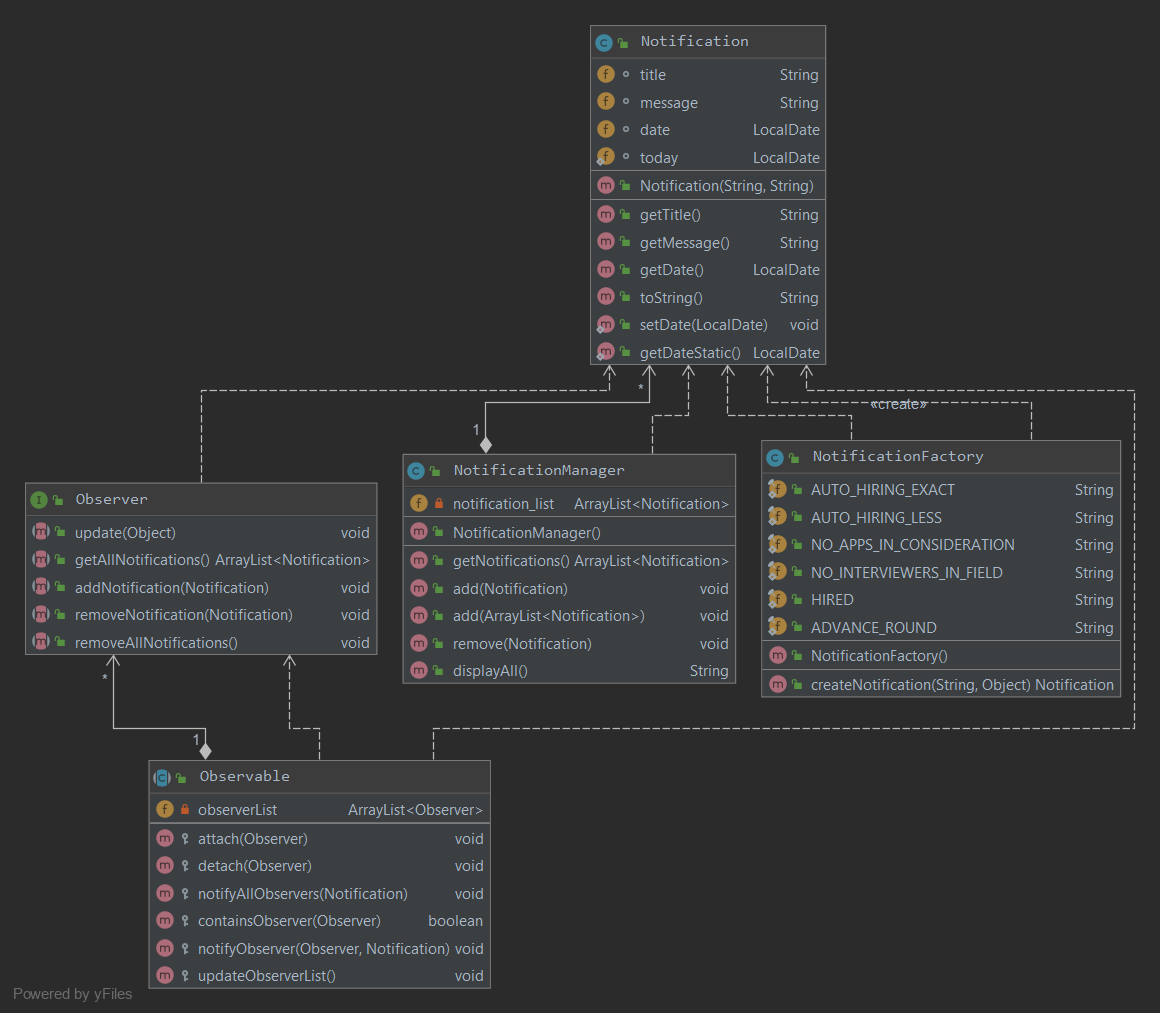 Notification
title String
message String
date LocalDate
today LocalDate
Notification(String, String)
getTitle() String
getMessage() String
getDate() LocalDate
toString() String
setDate(LocalDate) void
getDateStatic() LocalDate
*
«create»
1
NotificationManager
notification_list ArrayList<Notification>
NotificationManager()
getNotifications() ArrayList<Notification>
add(Notification) void
add(ArrayList<Notification>) void
remove(Notification) void
displayAll() String
NotificationFactory
AUTO_HIRING_EXACT String
AUTO_HIRING_LESS String
NO_APPS_IN_CONSIDERATION String
NO_INTERVIEWERS_IN_FIELD String
HIRED String
ADVANCE_ROUND String
NotificationFactory()
createNotification(String, Object) Notification
Observer
update(Object) void
getAllNotifications() ArrayList<Notification>
addNotification(Notification) void
removeNotification(Notification) void
removeAllNotifications() void
*
1
Observable
observerList ArrayList<Observer>
attach(Observer) void
detach(Observer) void
notifyAllObservers(Notification) void
containsObserver(Observer) boolean
notifyObserver(Observer, Notification) void
updateObserverList() void
Powered by yFiles